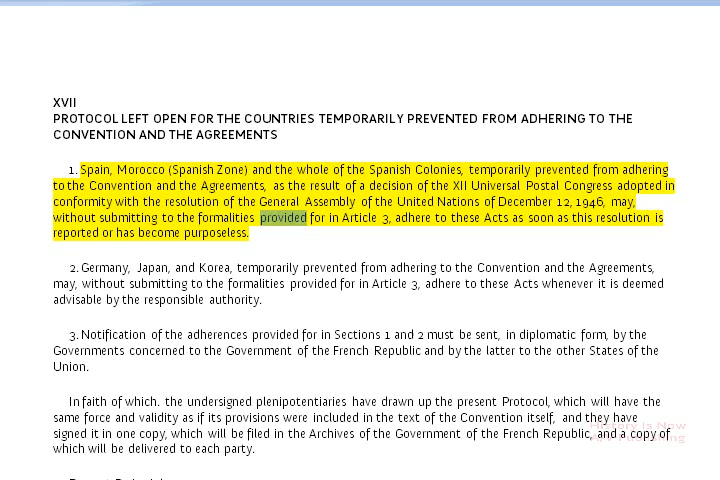 XVII
PROTOCOL LEFT OPEN FOR THE COUNTRIES TEMPORARILY PREVENTED FROM ADHERING TO THE
CONVENTION AND THE AGREEMENTS
1. Spain, Morocco (Spanish Zone) and the whole of the Spanish Colonies, temporarily prevented from adhering
to the Convention and the Agreements, as the result of a decision of the XII Universal Postal Congress adopted in
conformity with the resolution of the General Assembly of the United Nations of December 12, 1946, may,
without submitting to the formalities provided for in Article 3, adhere to these Acts as soon as this resolution is
reported or has become purposeless.
2. Germany, Japan, and Korea, temporarily prevented from adhering to the Convention and the Agreements,
may, without submitting to the formalities provided for in Article 3, adhere to these Acts whenever it is deemed
advisable by the responsible authority.
3. Notification of the adherences provided for in Sections 1 and 2 must be sent, in diplomatic form, by the
Governments concerned to the Government of the French Republic and by the latter to the other States of the
Union.
In faith of which. the undersigned plenipotentiaries have drawn up the present Protocol, which will have the
same force and validity as if its provisions were included in the text of the Convention itself, and they have
signed it in one copy, which will be filed in the Archives of the Government of the French Republic, and a copy of
which will be delivered to each party.
History Is Now
Publishing